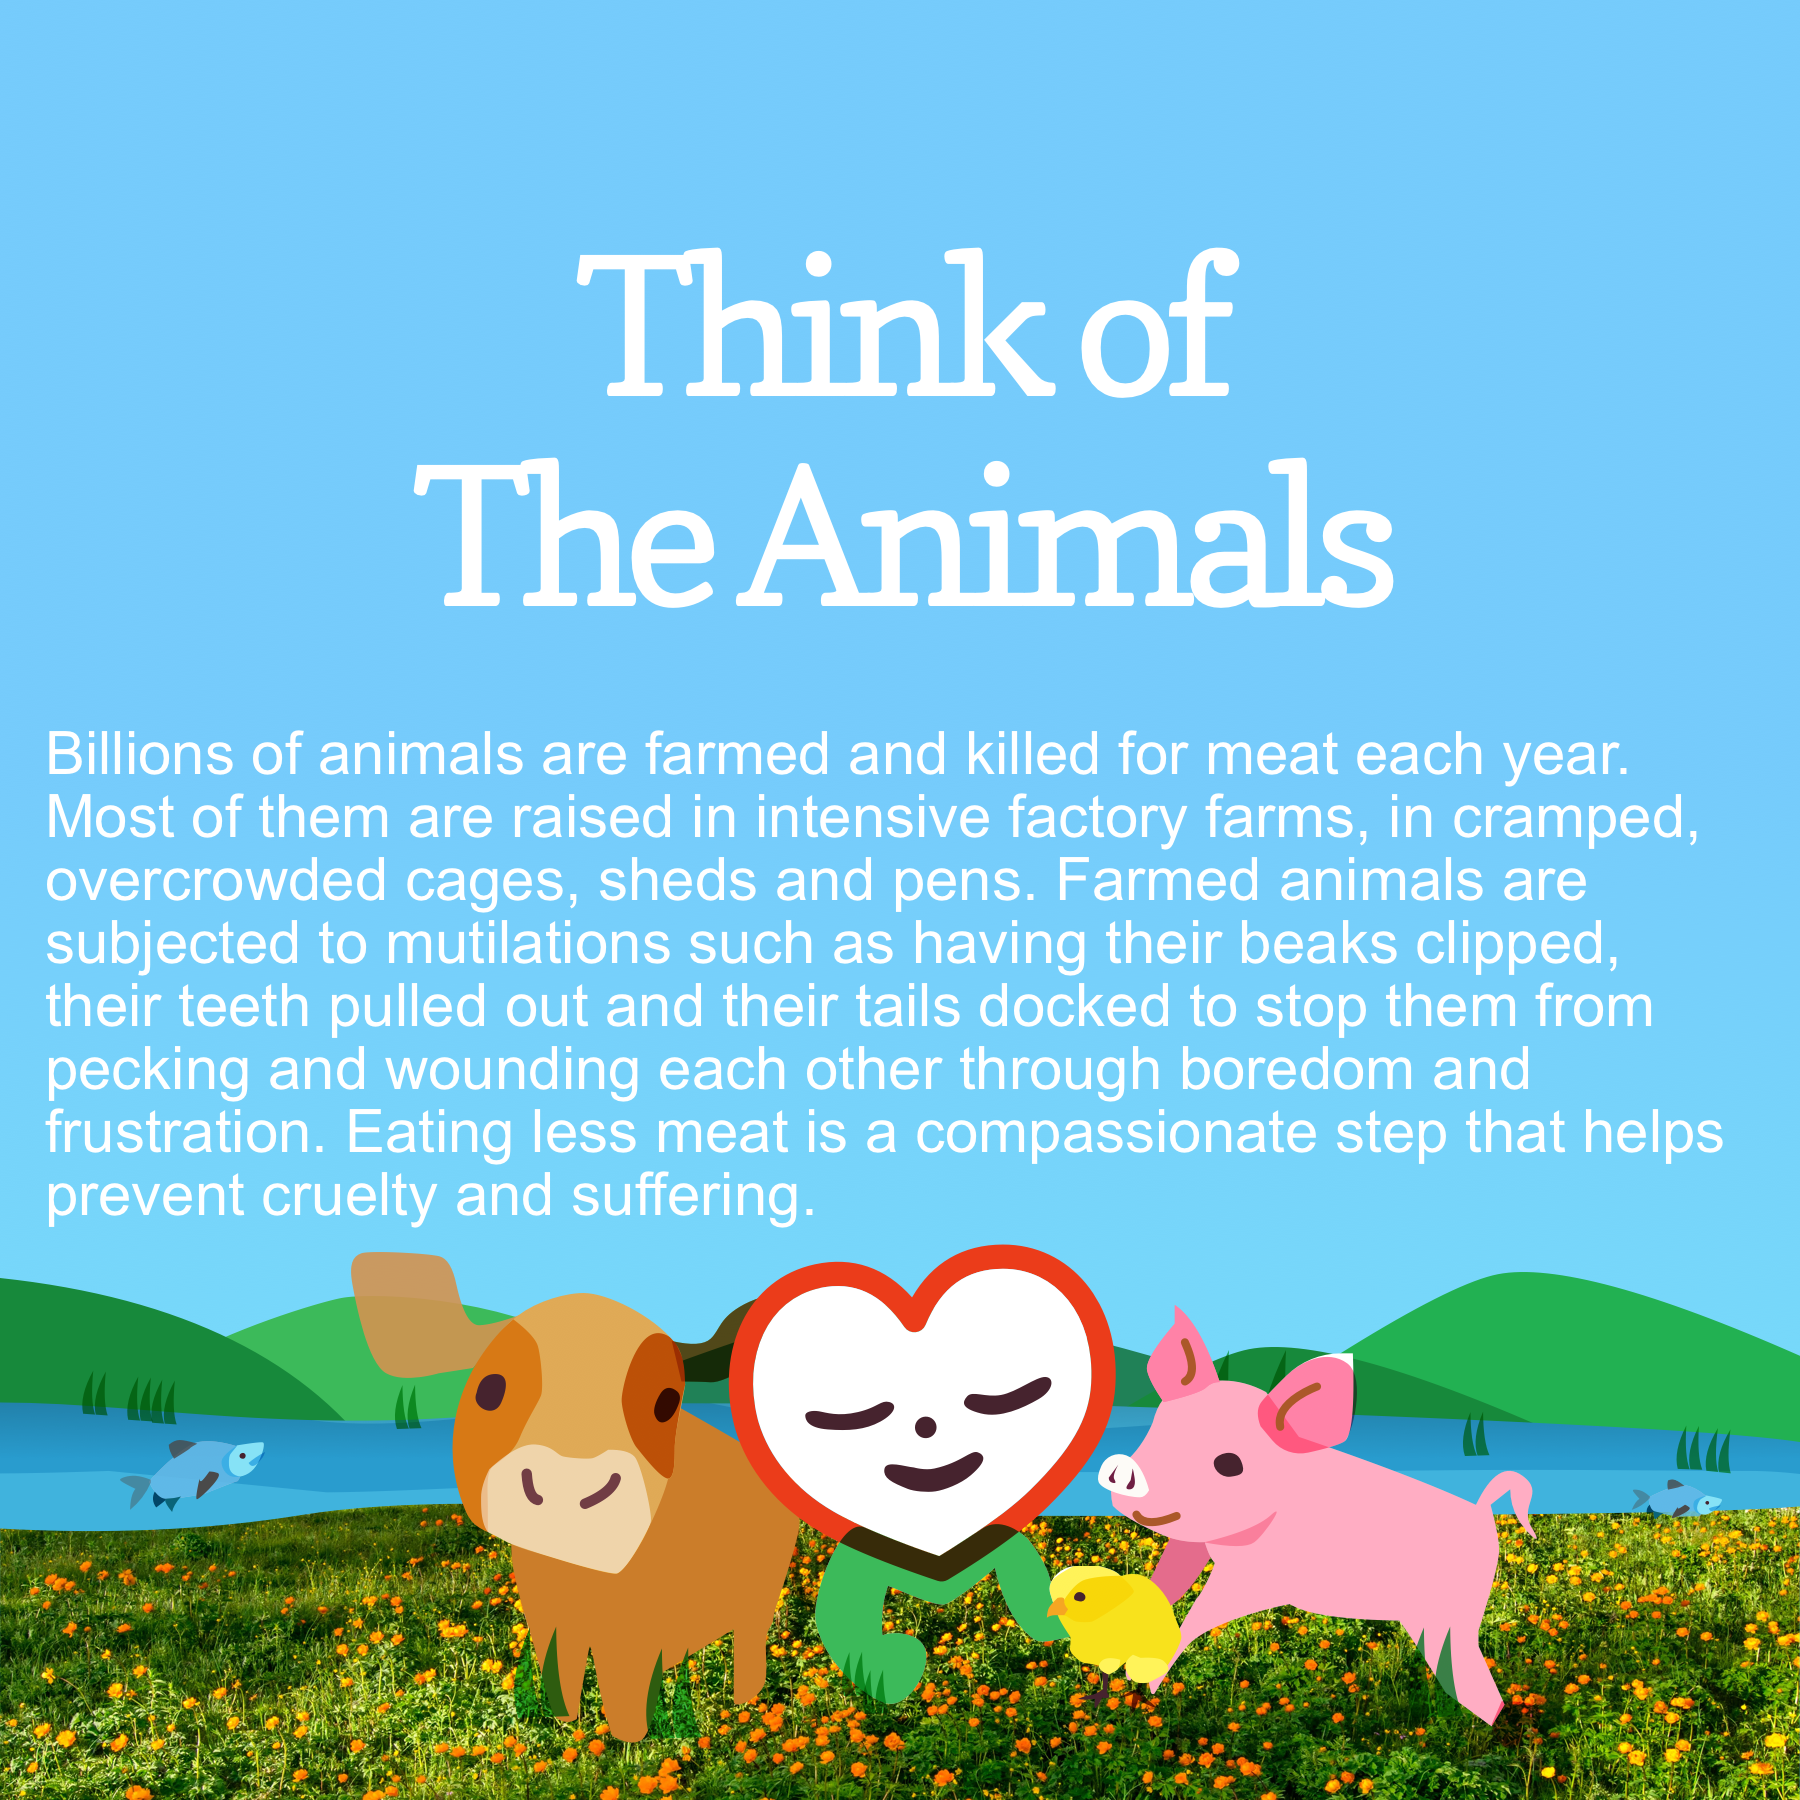 Think of
The Animals
Billions of animals are farmed and killed for meat each year.
Most of them are raised in intensive factory farms, in cramped,
overcrowded cages, sheds and pens. Farmed animals are
subjected to mutilations such as having their beaks clipped,
their teeth pulled out and their tails docked to stop them from
pecking and wounding each other through boredom and
frustration. Eating less meat is a compassionate step that helps
prevent cruelty and suffering.